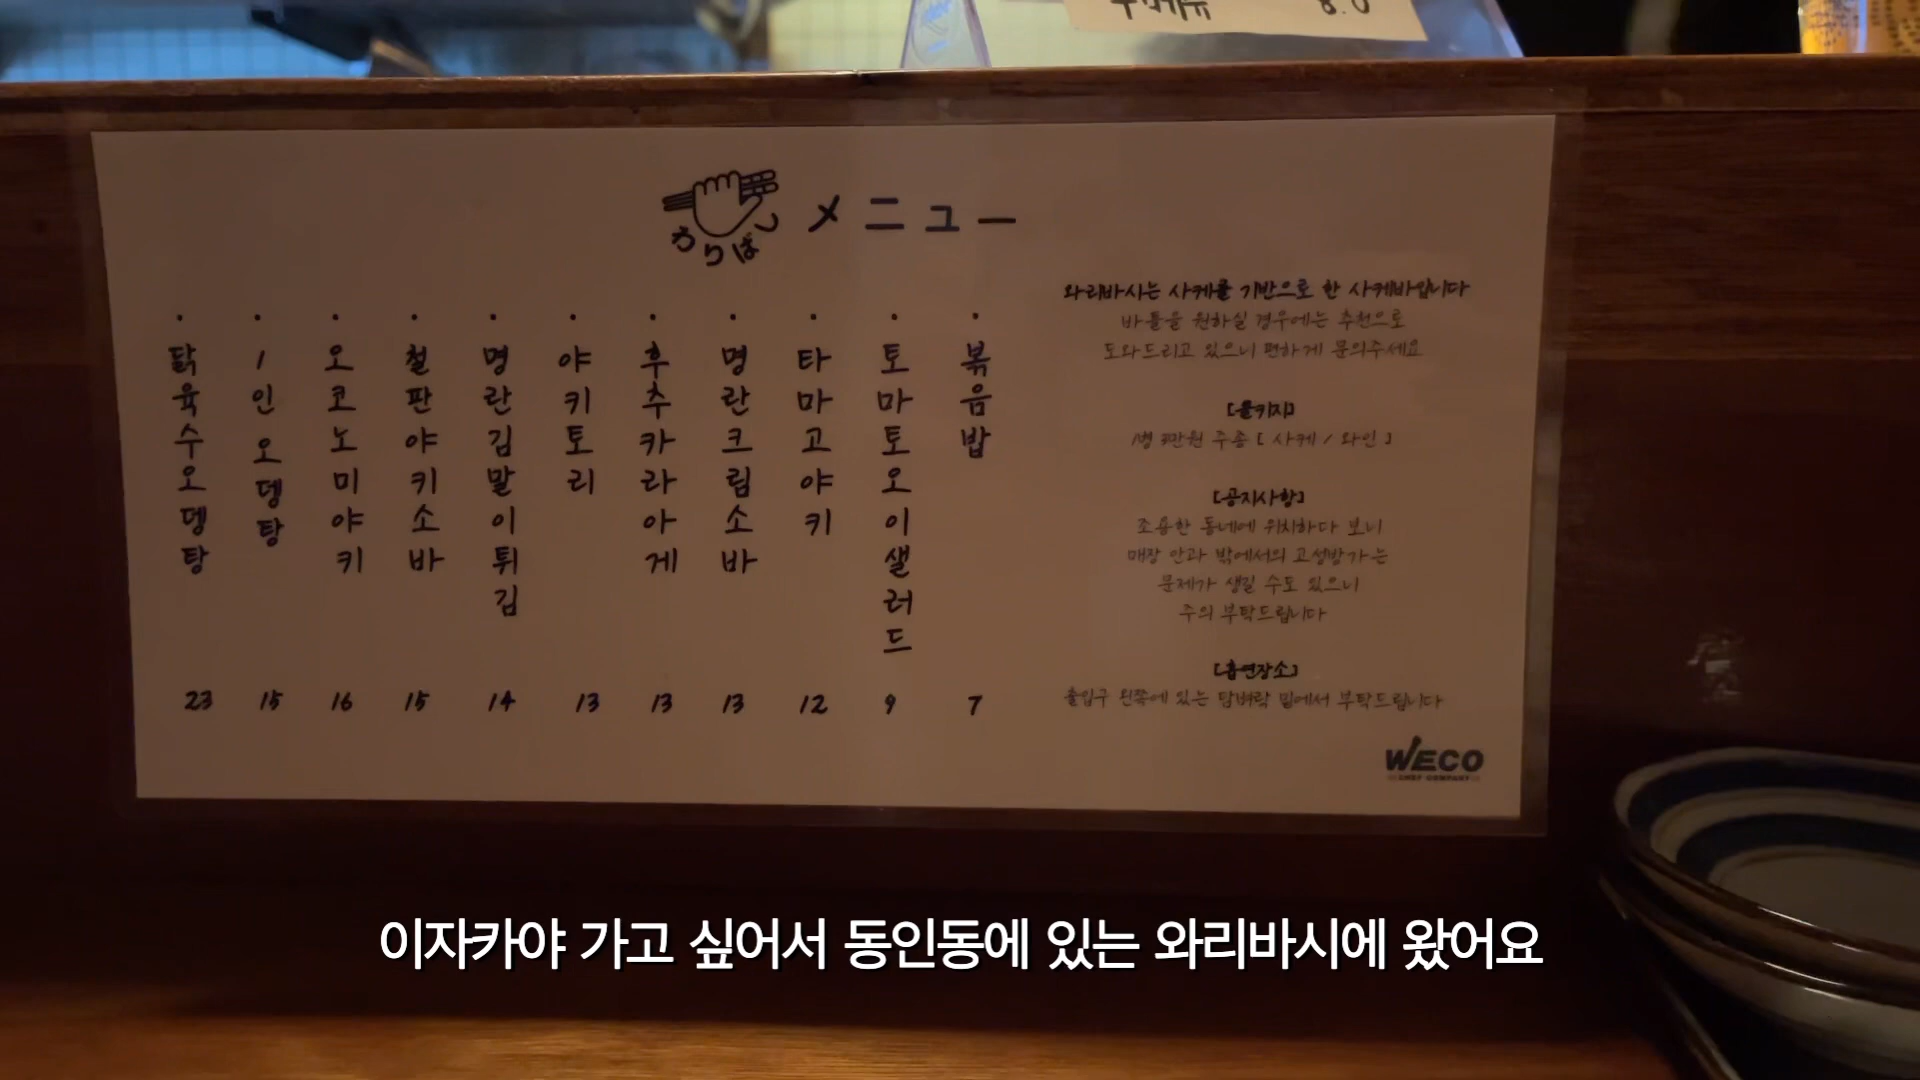 8.0
わりばし
メニュー
닭육수오뎅탕 23
1인 오뎅탕 15
오코노미야키 16
철판야키소바 15
명란김말이튀김 14
야키토리 13
후추카라아게 13
명란크림소바 13
타마고야키 12
토마토오이샐러드 9
볶음밥 7
와리바시는 사케를 기반으로 한 사케바입니다
바틀을 원하실 경우에는 추천으로
도와드리고 있으니 편하게 문의주세요
[콜키지]
1병 3만원 주종 [ 사케 / 와인 ]
[공지사항]
조용한 동네에 위치하다 보니
매장 안과 밖에서의 고성방가는
문제가 생길 수도 있으니
주의 부탁드립니다
[흡연장소]
출입구 왼쪽에 있는 담벼락 밑에서 부탁드립니다
WECO
CHEF COMPANY
이자카야 가고 싶어서 동인동에 있는 와리바시에 왔어요